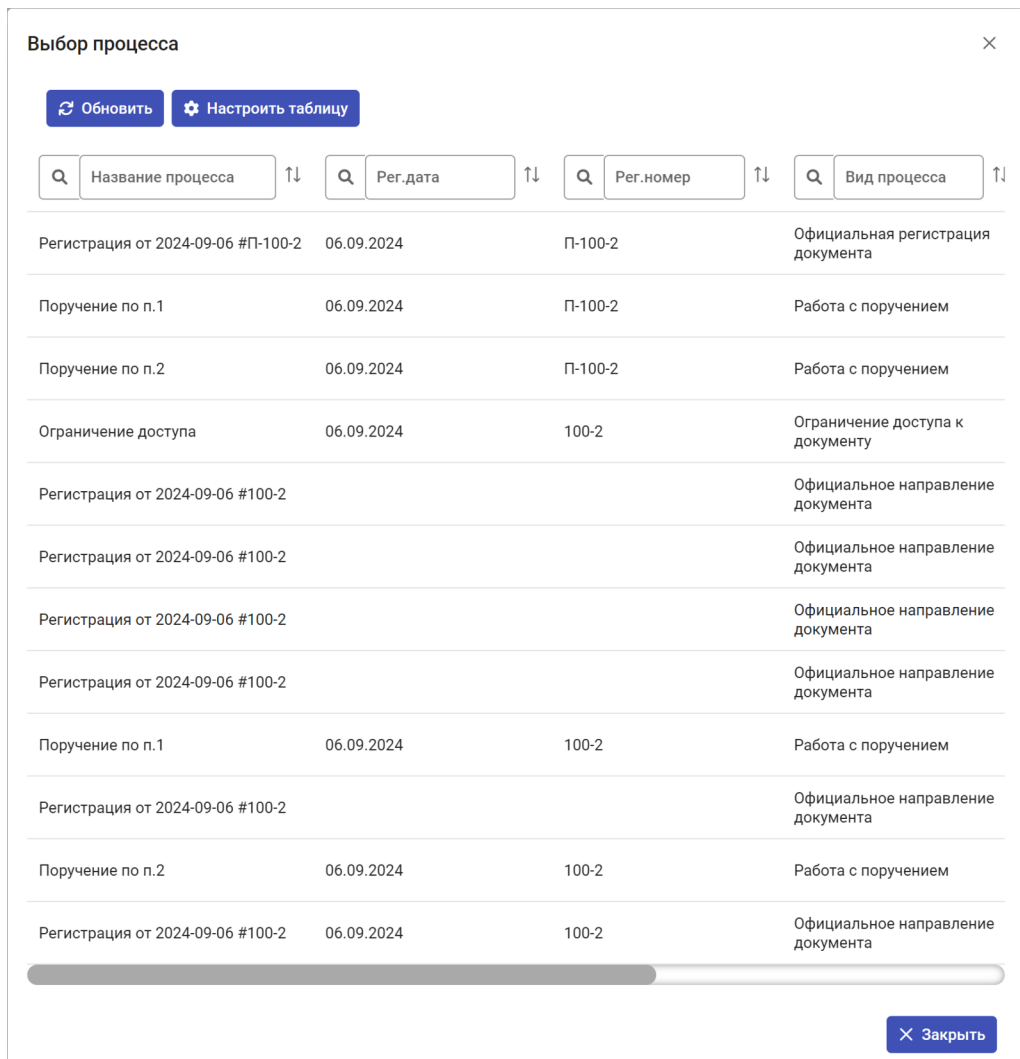 Выбор процесса
Обновить Настроить таблицу
Название процесса Рег.дата Рег.номер Вид процесса
Регистрация от 2024-09-06 #П-100-2 06.09.2024 П-100-2 Официальная регистрация
документа
Поручение по п.1 06.09.2024 П-100-2 Работа с поручением
Поручение по п.2 06.09.2024 П-100-2 Работа с поручением
Ограничение доступа 06.09.2024 100-2 Ограничение доступа к
документу
Регистрация от 2024-09-06 #100-2 Официальное направление
документа
Регистрация от 2024-09-06 #100-2 Официальное направление
документа
Регистрация от 2024-09-06 #100-2 Официальное направление
документа
Регистрация от 2024-09-06 #100-2 Официальное направление
документа
Поручение по п.1 06.09.2024 100-2 Работа с поручением
Регистрация от 2024-09-06 #100-2 Официальное направление
документа
Поручение по п.2 06.09.2024 100-2 Работа с поручением
Регистрация от 2024-09-06 #100-2 06.09.2024 100-2 Официальное направление
документа
Закрыть